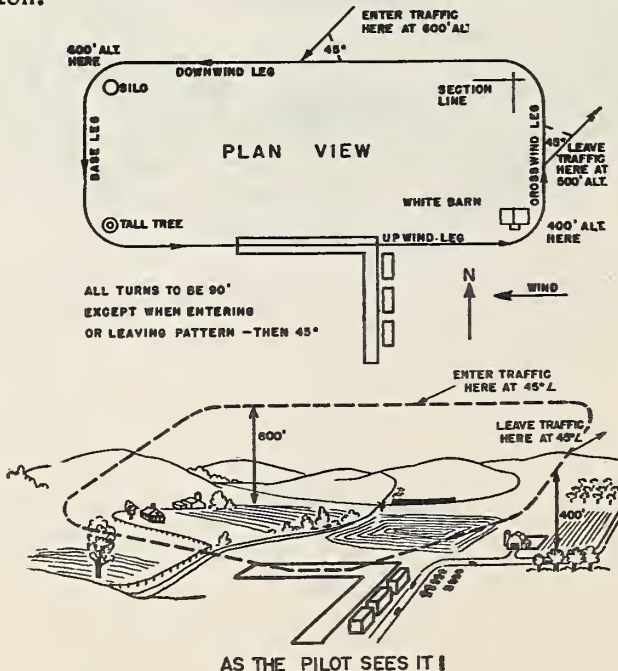 ENTER TRAFFIC
HERE AT 600' ALT
45°
600' ALT.
HERE
DOWNWIND LEG
SILO
SECTION
LINE
BASE LEG
PLAN VIEW
CROSSWIND LEG
45°
LEAVE
TRAFFIC
HERE AT
500' ALT.
WHITE BARN
TALL TREE
UPWIND-LEG
400' ALT.
HERE
ALL TURNS TO BE 90°
EXCEPT WHEN ENTERING
OR LEAVING PATTERN - THEN 45°
N
WIND
ENTER TRAFFIC
HERE AT 45°∠
600'
LEAVE TRAFFIC
HERE AT 45°∠
400'
AS THE PILOT SEES IT!